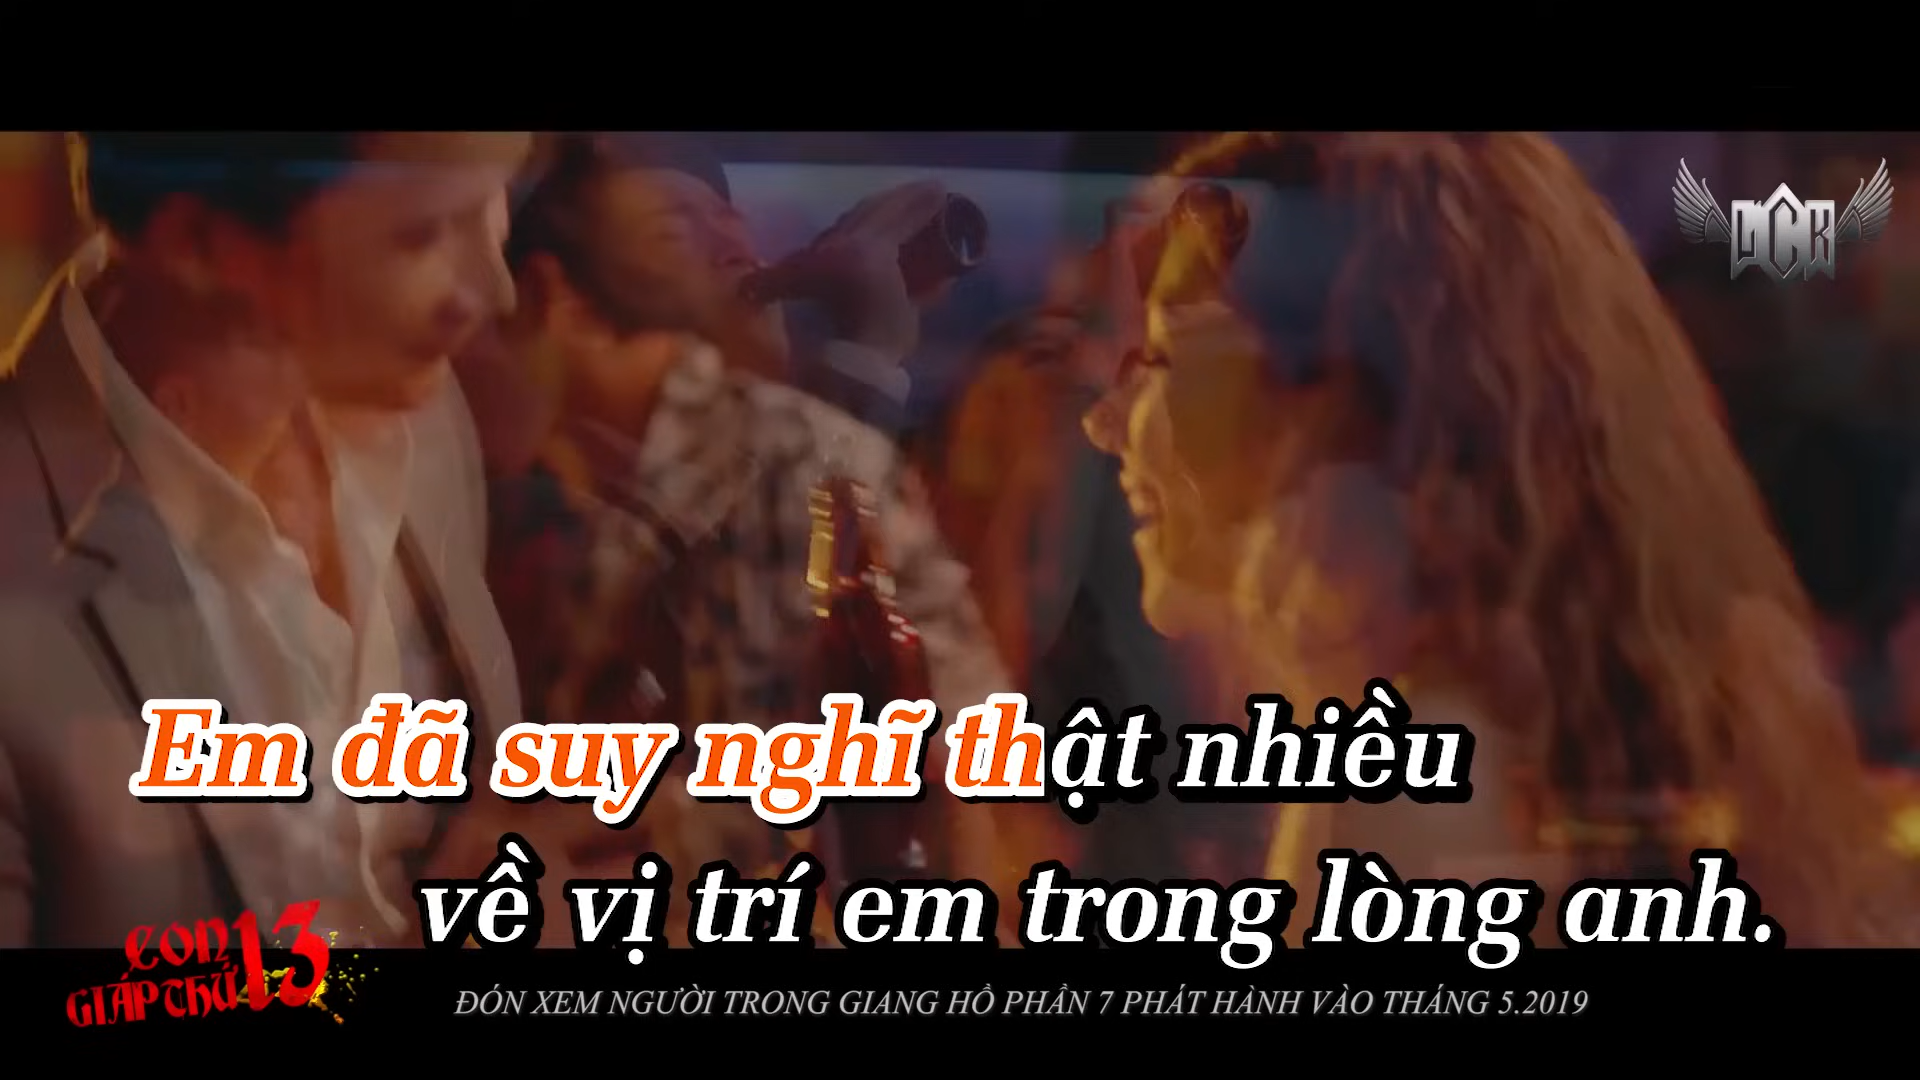 LCK
Em đã suy nghĩ thật nhiều
về vị trí em trong lòng anh.
CON
GIÁP THỨ 13
ĐÓN XEM NGƯỜI TRONG GIANG HỒ PHẦN 7 PHÁT HÀNH VÀO THÁNG 5.2019